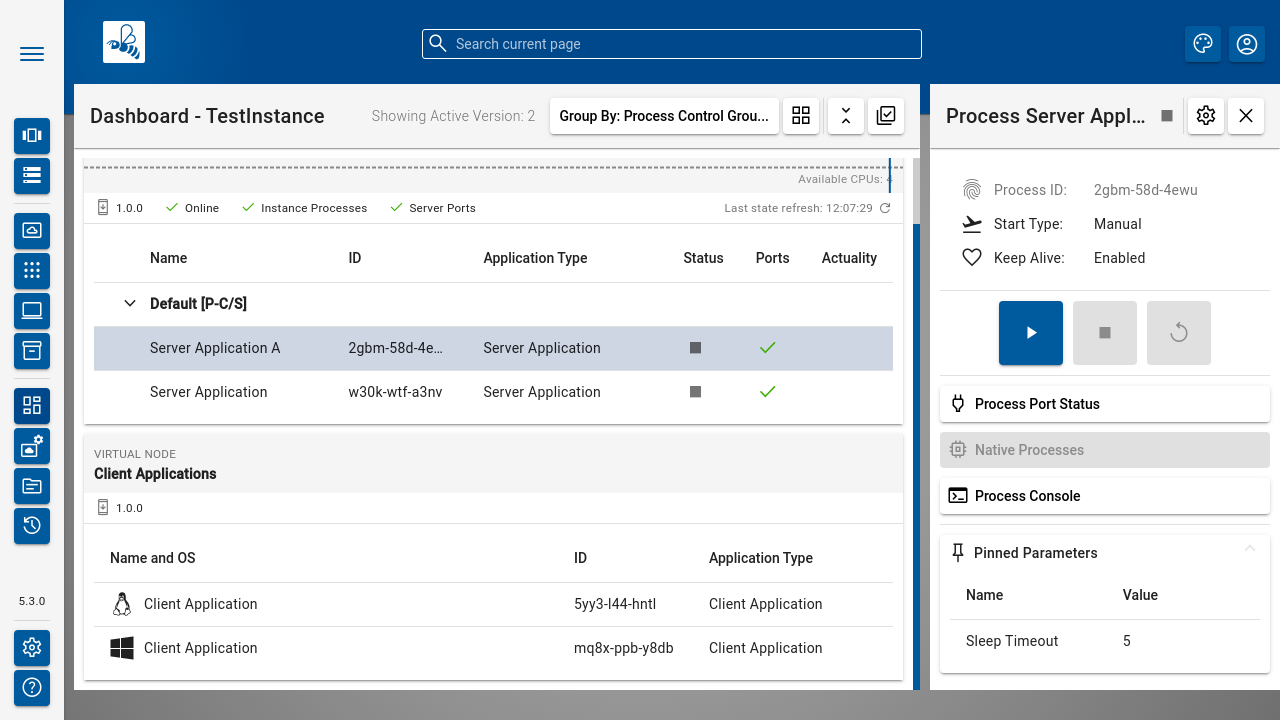 Search current page
Dashboard - TestInstance
Showing Active Version: 2
Group By: Process Control Grou...
Available CPUs: 4
1.0.0
Online
Instance Processes
Server Ports
Last state refresh: 12:07:29
Name ID Application Type Status Ports Actuality
Default [P-C/S]
Server Application A 2gbm-58d-4e... Server Application
Server Application w30k-wtf-a3nv Server Application
VIRTUAL NODE
Client Applications
1.0.0
Name and OS ID Application Type
Client Application 5yy3-l44-hntl Client Application
Client Application mq8x-ppb-y8db Client Application
Process Server Appl...
Process ID: 2gbm-58d-4ewu
Start Type: Manual
Keep Alive: Enabled
Process Port Status
Native Processes
Process Console
Pinned Parameters
Name Value
Sleep Timeout 5
5.3.0